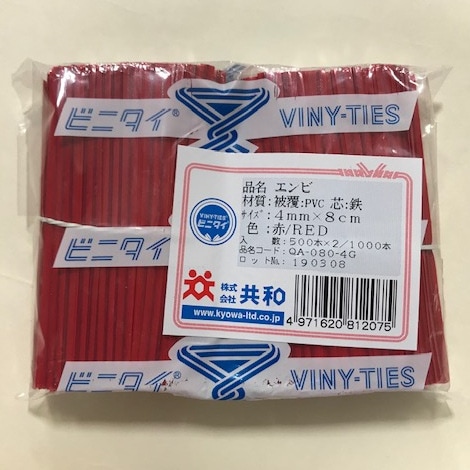 ビニタイ® VINY-TIES
品名 エンビ
材質:被覆:PVC 芯:鉄
サイズ:4mm×8cm
色:赤/RED
入 数:500本×2/1000本
品名コード:QA-080-4G
ロットNo.:190308
VINY-TIES
ビニタイ
株式会社 共和
www.kyowa-ltd.co.jp
4 971620 812075
ビニタイ
ビニタイ® VINY-TIES